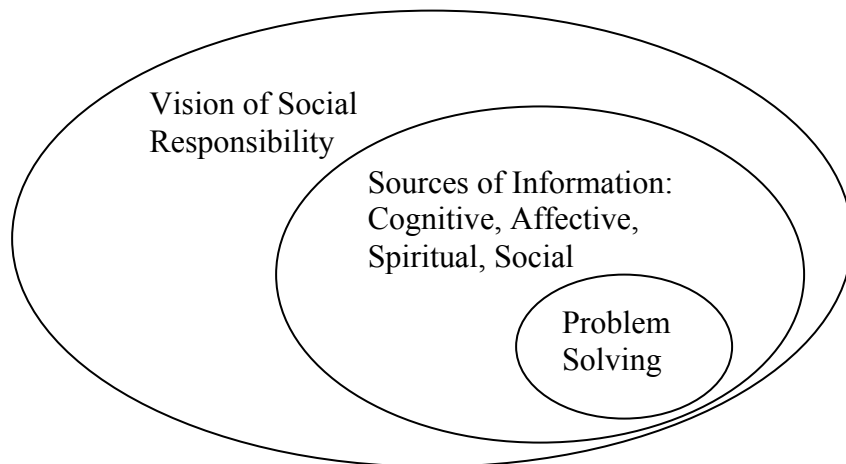 Vision of Social
Responsibility
Sources of Information:
Cognitive, Affective,
Spiritual, Social
Problem
Solving